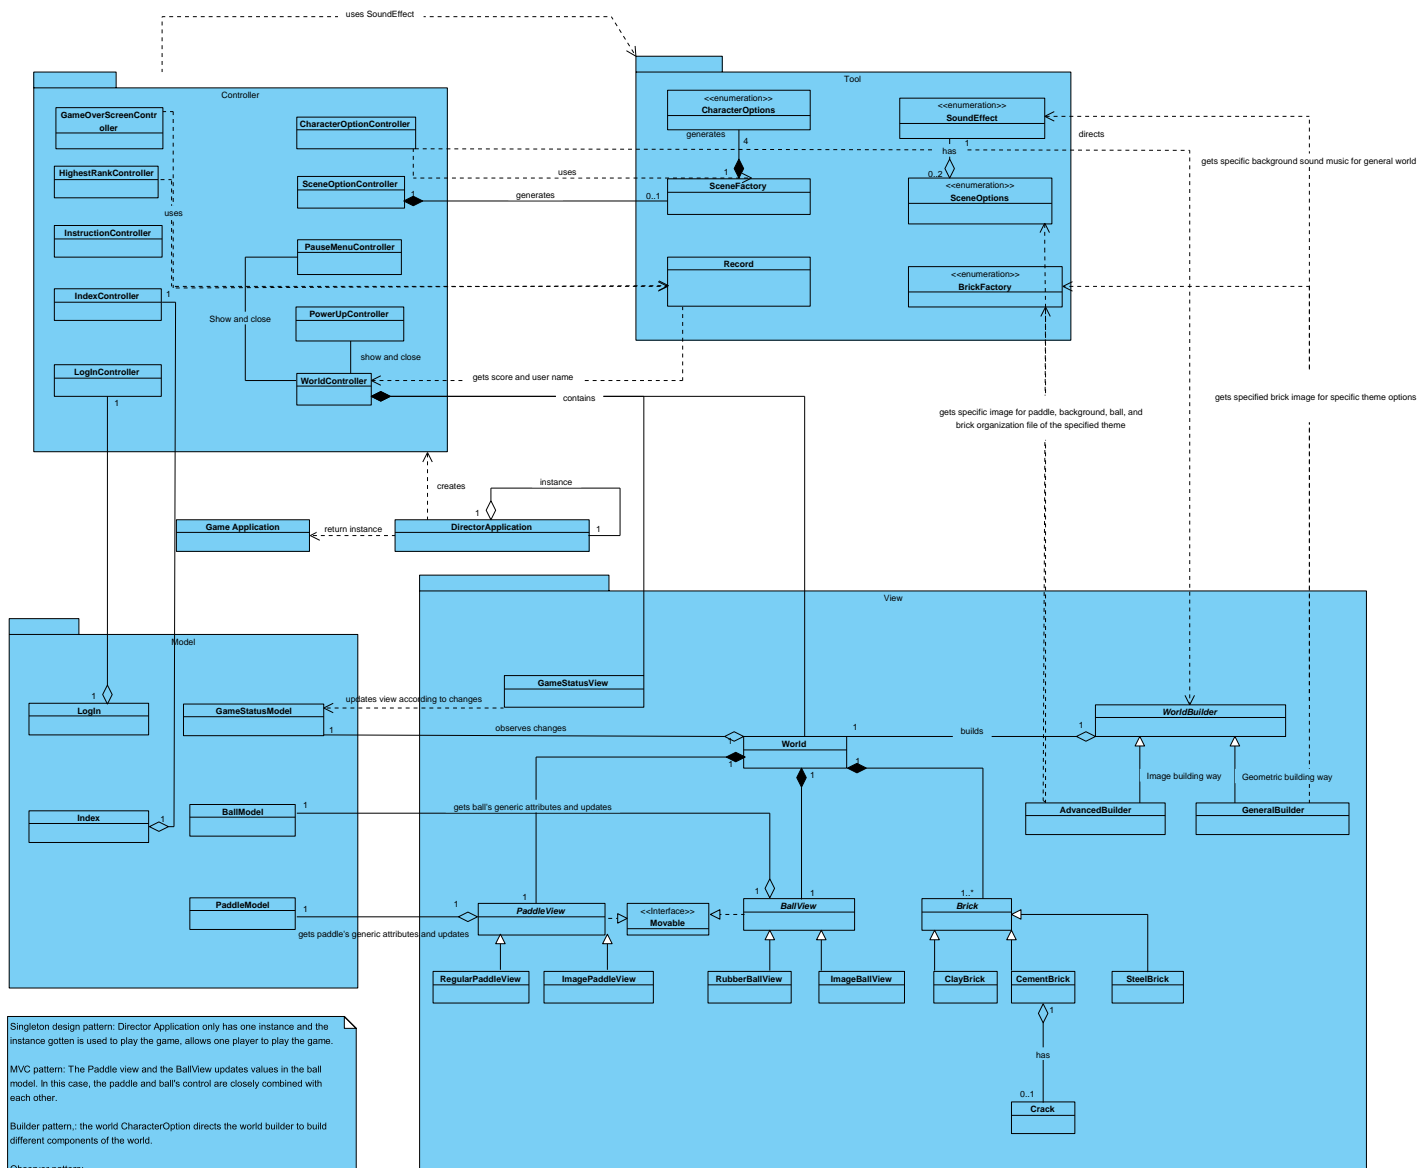 uses SoundEffect
Controller
GameOverScreenContr
oller
HighestRankController
uses
InstructionController
IndexController
1
LogInController
1
CharacterOptionController
SceneOptionController
1
generates
0..1
PauseMenuController
Show and close
PowerUpController
show and close
WorldController
gets score and user name
contains
Tool
<<enumeration>>
CharacterOptions
generates
4
1
uses
SceneFactory
Record
<<enumeration>>
SoundEffect
1
has
0..2
<<enumeration>>
SceneOptions
<<enumeration>>
BrickFactory
directs
gets specific background sound music for general world
gets specified brick image for specific theme options
gets specific image for paddle, background, ball, and
brick organization file of the specified theme
creates
instance
1
1
Game Application
return instance
DirectorApplication
Model
1
LogIn
GameStatusModel
1
Index
1
BallModel
1
PaddleModel
1
View
GameStatusView
updates view according to changes
observes changes
1
World
1
1
1
1
builds
1
WorldBuilder
Image building way
Geometric building way
AdvancedBuilder
GeneralBuilder
gets ball's generic attributes and updates
1
1
1
1
1..*
PaddleView
<<Interface>>
Movable
BallView
Brick
gets paddle's generic attributes and updates
RegularPaddleView
ImagePaddleView
RubberBallView
ImageBallView
ClayBrick
CementBrick
SteelBrick
1
has
0..1
Crack
Singleton design pattern: Director Application only has one instance and the
instance gotten is used to play the game, allows one player to play the game.
MVC pattern: The Paddle view and the BallView updates values in the ball
model. In this case, the paddle and ball's control are closely combined with
each other.
Builder pattern,: the world CharacterOption directs the world builder to build
different components of the world.
Observer pattern: